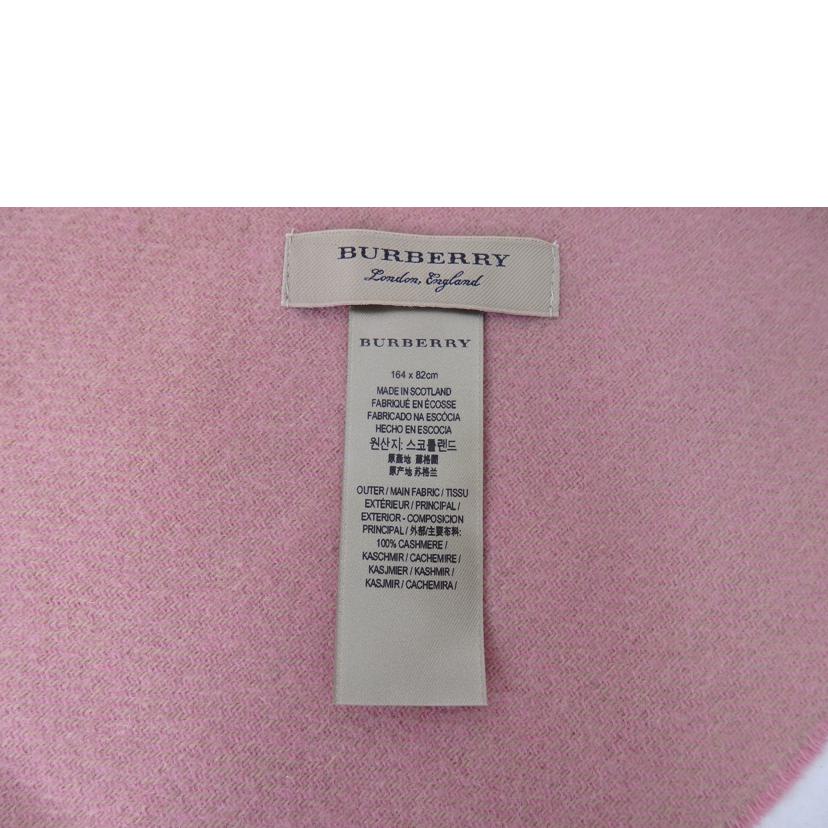 BURBERRY
London, England
BURBERRY
164 x 82cm
MADE IN SCOTLAND
FABRIQUÉ EN ÉCOSSE
FABRICADO NA ESCÓCIA
HECHO EN ESCOCIA
원산지: 스코틀랜드
原產地 蘇格蘭
原产地 苏格兰
OUTER / MAIN FABRIC / TISSU
EXTÉRIEUR / PRINCIPAL /
EXTERIOR - COMPOSICION
PRINCIPAL / 外部/主要布料:
100% CASHMERE /
KASCHMIR / CACHEMIRE /
KASJMIER / KASHMIR /
KASJMIR / CACHEMIRA /